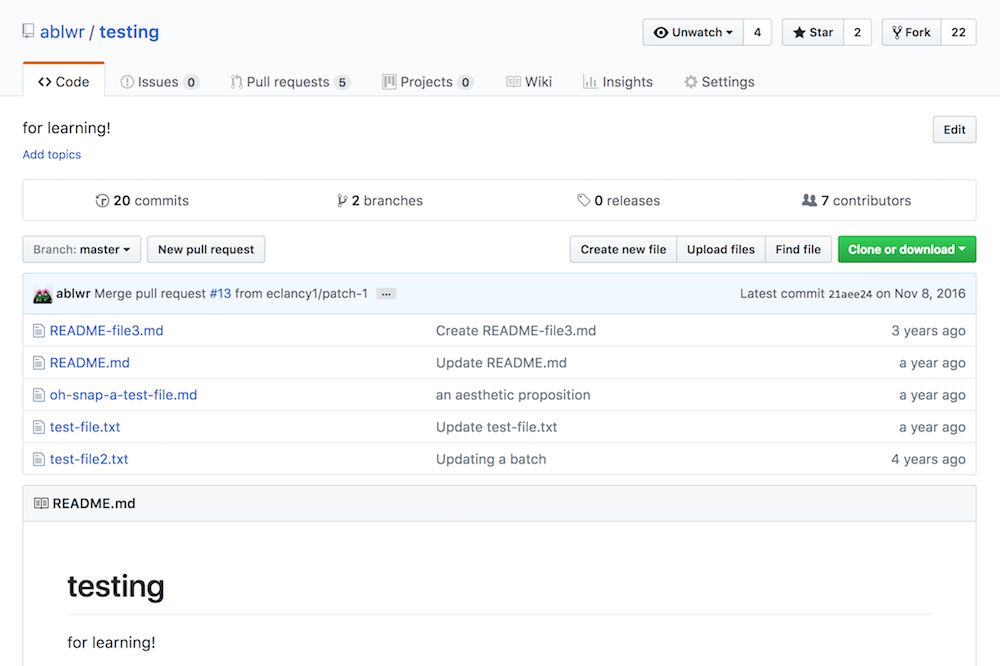 ablwr / testing Unwatch 4 Star 2 Fork 22
Code Issues 0 Pull requests 5 Projects 0 Wiki Insights Settings
for learning! Edit
Add topics
20 commits 2 branches 0 releases 7 contributors
Branch: master New pull request Create new file Upload files Find file Clone or download
ablwr Merge pull request #13 from eclancy1/patch-1 ... Latest commit 21aee24 on Nov 8, 2016
README-file3.md Create README-file3.md 3 years ago
README.md Update README.md a year ago
oh-snap-a-test-file.md an aesthetic proposition a year ago
test-file.txt Update test-file.txt a year ago
test-file2.txt Updating a batch 4 years ago
README.md
testing
for learning!